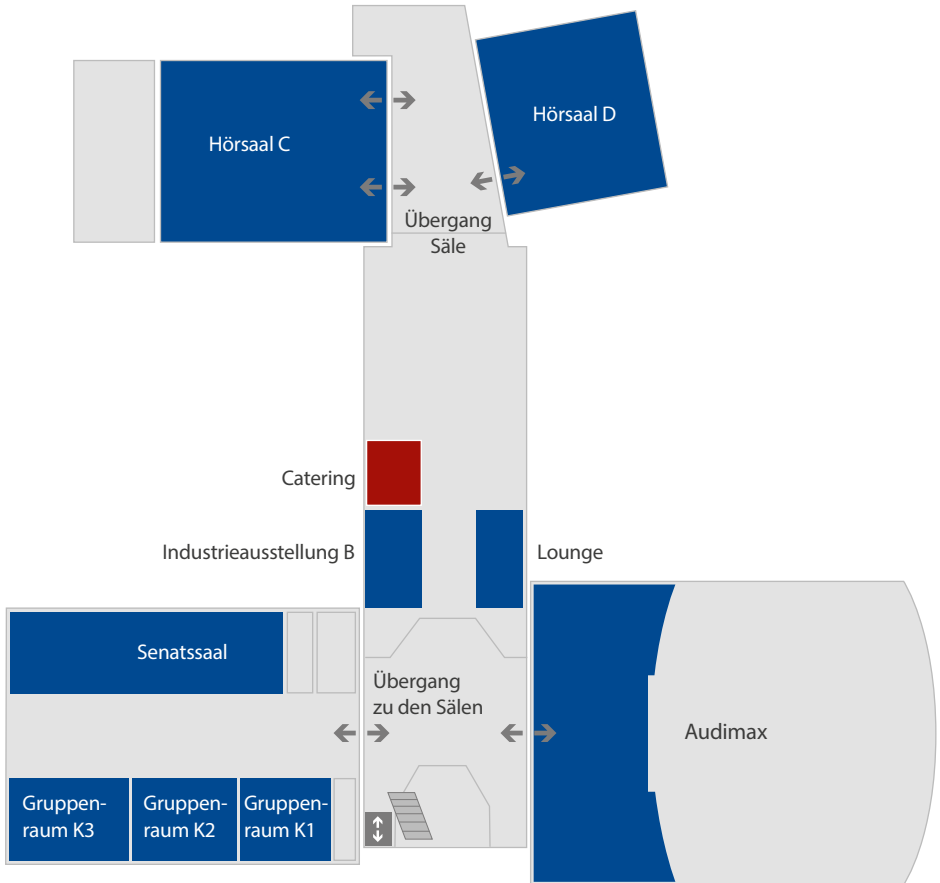 Hörsaal C
Hörsaal D
Übergang
Säle
Catering
Industrieausstellung B
Lounge
Senatssaal
Übergang
zu den Sälen
Audimax
Gruppen-
raum K3
Gruppen-
raum K2
Gruppen-
raum K1